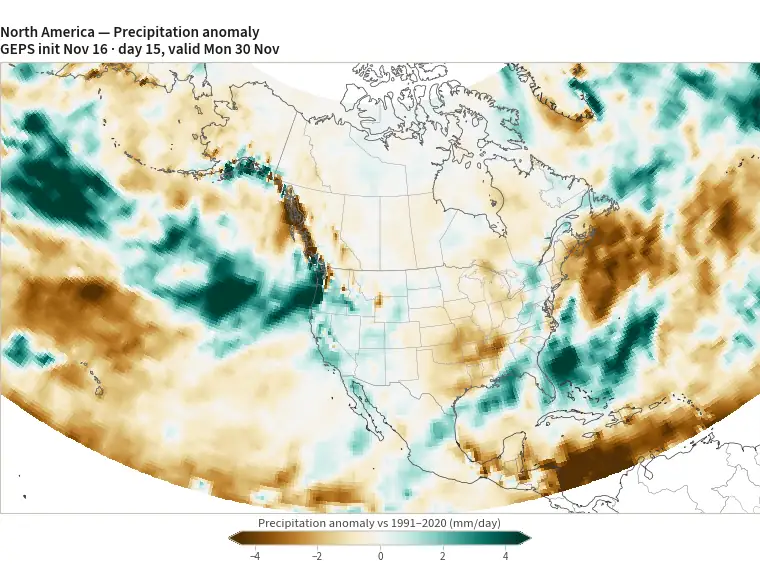 North America — Precipitation anomaly
GEPS init Nov 16 · day 15, valid Mon 30 Nov
Precipitation anomaly vs 1991–2020 (mm/day)
−4 −2 0 2 4